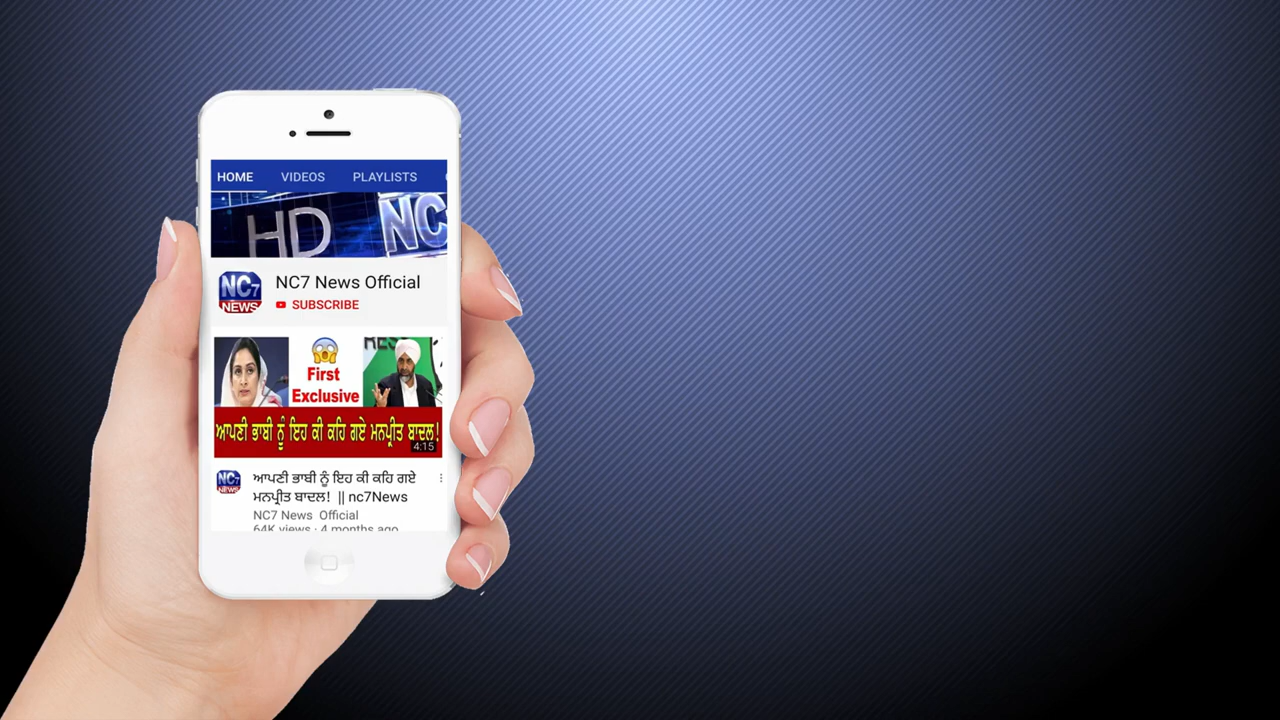 HOME VIDEOS PLAYLISTS
HD NC
NC7 News Official
NC7 NEWS
SUBSCRIBE
RES
First
Exclusive
ਆਪਣੀ ਭਾਬੀ ਨੂੰ ਇਹ ਕੀ ਕਹਿ ਗਏ ਮਨਪ੍ਰੀਤ ਬਾਦਲ!
4:15
NC7 NEWS
ਆਪਣੀ ਭਾਬੀ ਨੂੰ ਇਹ ਕੀ ਕਹਿ ਗਏ
ਮਨਪ੍ਰੀਤ ਬਾਦਲ! || nc7News
NC7 News Official
64K views · 4 months ago